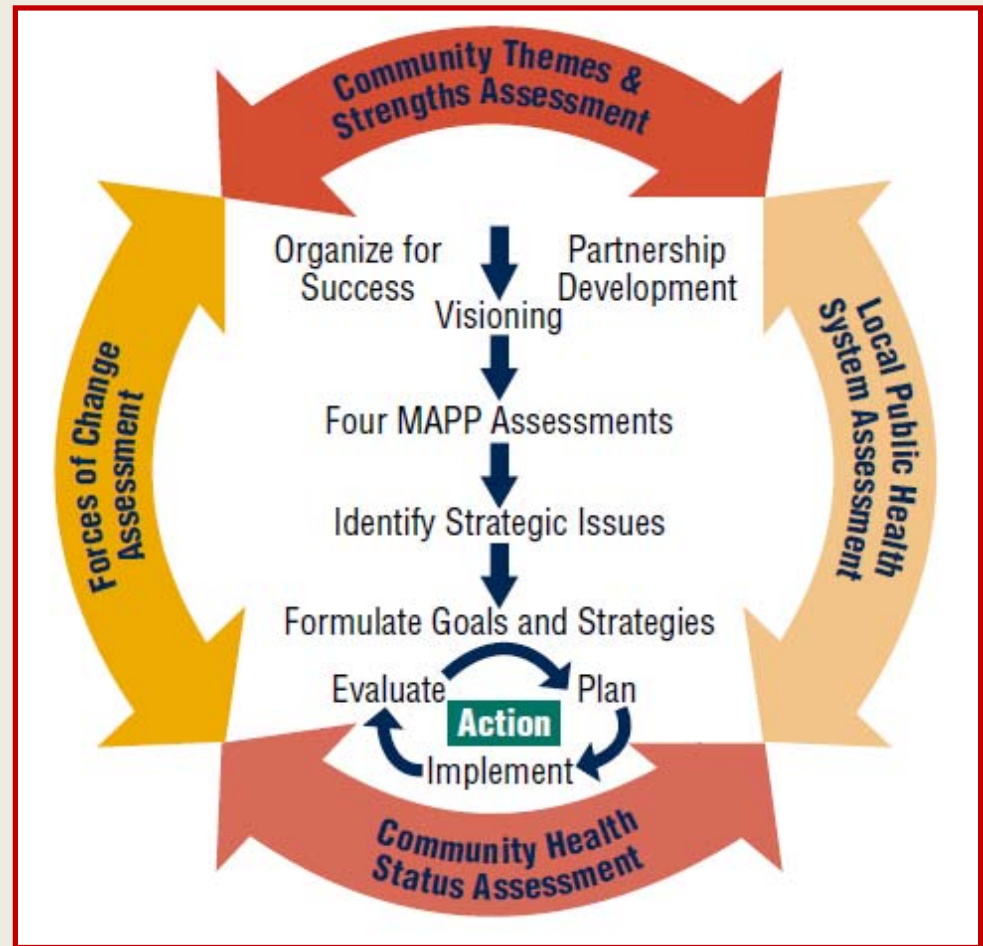 Community Themes &
Strengths Assessment
Organize for
Success
Partnership
Development
Visioning
Four MAPP Assessments
Identify Strategic Issues
Formulate Goals and Strategies
Evaluate
Plan
Action
Implement
Forces of Change
Assessment
Local Public Health
System Assessment
Community Health
Status Assessment